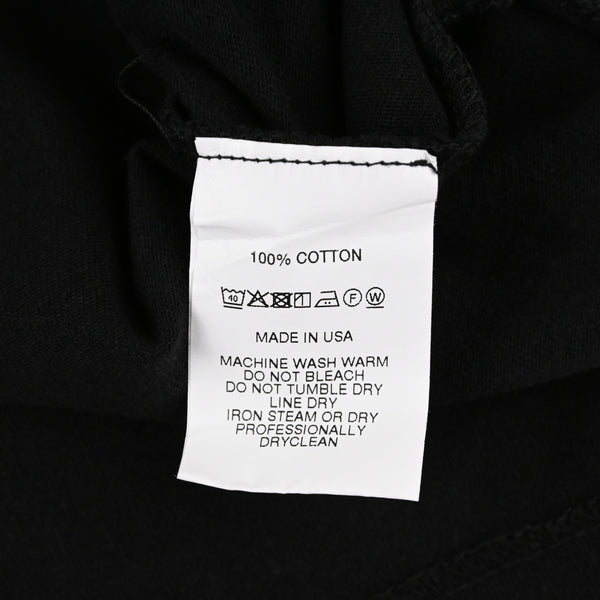 100% COTTON
40 F W
MADE IN USA
MACHINE WASH WARM
DO NOT BLEACH
DO NOT TUMBLE DRY
LINE DRY
IRON STEAM OR DRY
PROFESSIONALLY
DRYCLEAN